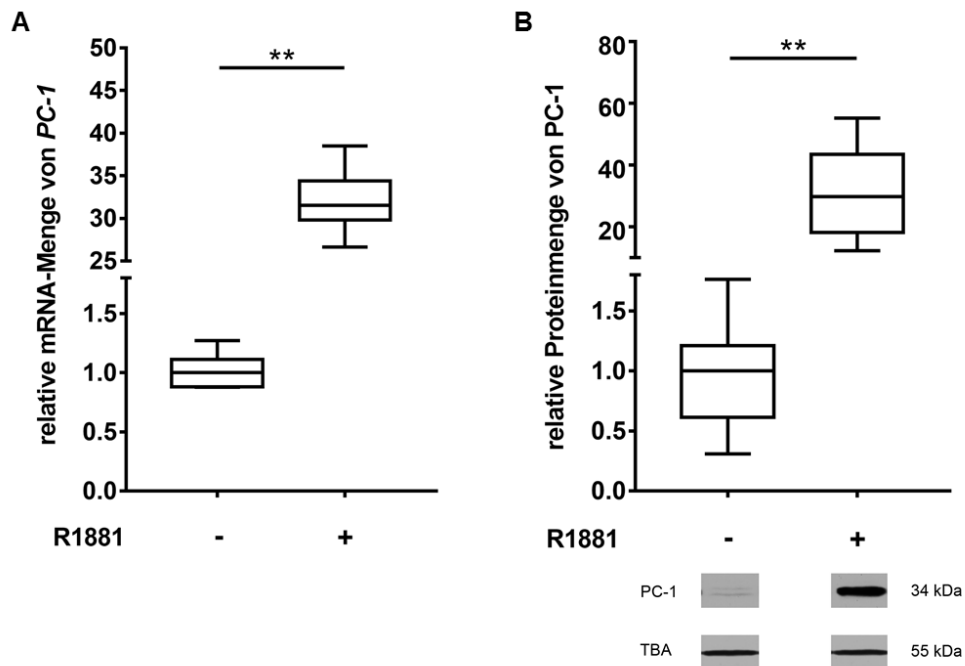 A
relative mRNA-Menge von PC-1
50
45
40
35
30
25
1.5
1.0
0.5
0.0
**
R1881 - +
B
relative Proteinmenge von PC-1
80
60
40
20
1.5
1.0
0.5
0.0
**
R1881 - +
PC-1 34 kDa
TBA 55 kDa